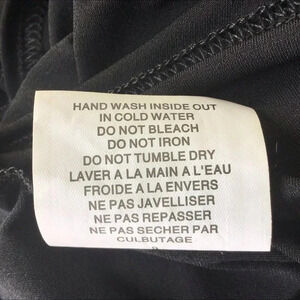 HAND WASH INSIDE OUT
IN COLD WATER
DO NOT BLEACH
DO NOT IRON
DO NOT TUMBLE DRY
LAVER A LA MAIN A L'EAU
FROIDE A LA ENVERS
NE PAS JAVELLISER
NE PAS REPASSER
NE PAS SECHER PAR
CULBUTAGE